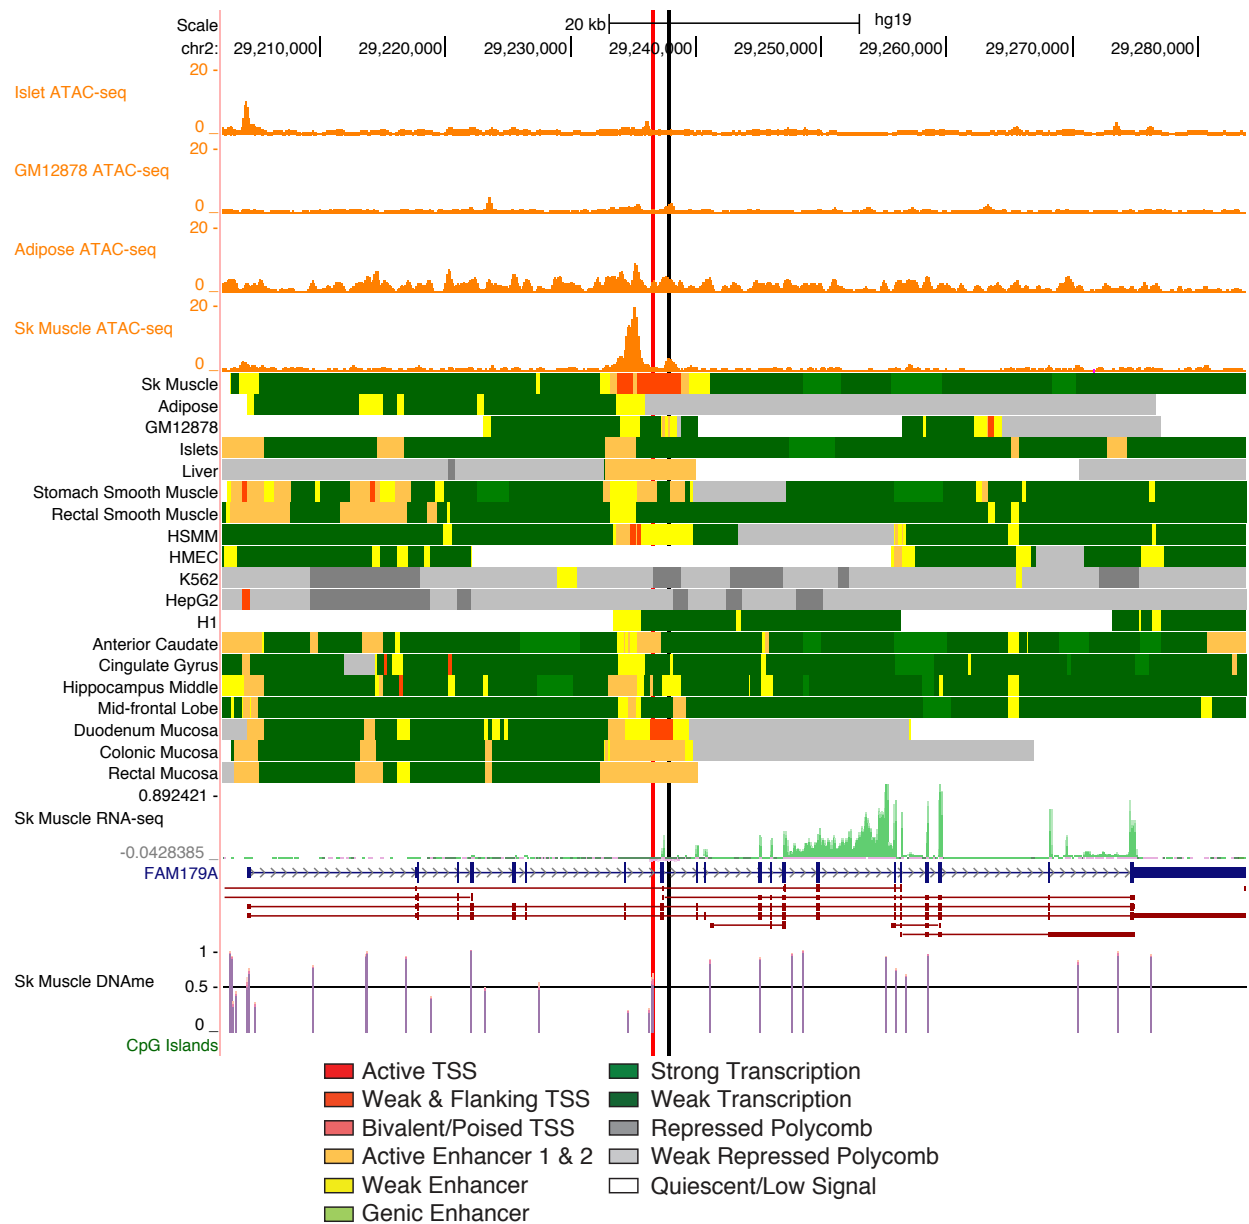 Scale 20 kb hg19
chr2: 29,210,000 29,220,000 29,230,000 29,240,000 29,250,000 29,260,000 29,270,000 29,280,000
20 -
Islet ATAC-seq
0 _
20 -
GM12878 ATAC-seq
0 _
20 -
Adipose ATAC-seq
0 _
20 -
Sk Muscle ATAC-seq
0 _
Sk Muscle
Adipose
GM12878
Islets
Liver
Stomach Smooth Muscle
Rectal Smooth Muscle
HSMM
HMEC
K562
HepG2
H1
Anterior Caudate
Cingulate Gyrus
Hippocampus Middle
Mid-frontal Lobe
Duodenum Mucosa
Colonic Mucosa
Rectal Mucosa
0.892421 -
Sk Muscle RNA-seq
-0.0428385 _
FAM179A
1 -
Sk Muscle DNAme
0.5 -
0 _
CpG Islands
Active TSS Strong Transcription
Weak & Flanking TSS Weak Transcription
Bivalent/Poised TSS Repressed Polycomb
Active Enhancer 1 & 2 Weak Repressed Polycomb
Weak Enhancer Quiescent/Low Signal
Genic Enhancer